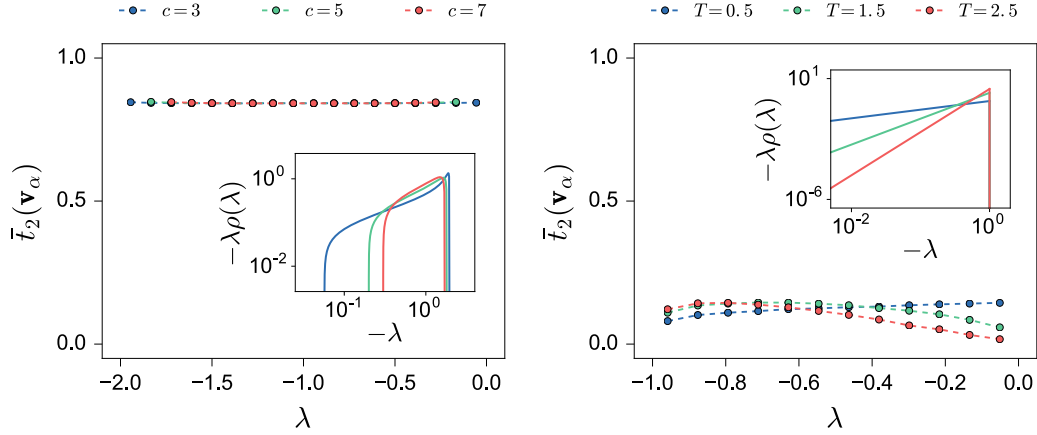 c = 3 c = 5 c = 7
1.0
0.5
0.0
t̄₂(v_α)
−2.0 −1.5 −1.0 −0.5 0.0
λ
10⁰
10⁻²
−λρ(λ)
10⁻¹ 10⁰
−λ
T = 0.5 T = 1.5 T = 2.5
1.0
0.5
0.0
t̄₂(v_α)
−1.0 −0.8 −0.6 −0.4 −0.2 0.0
λ
10¹
10⁻⁶
−λρ(λ)
10⁻² 10⁰
−λ